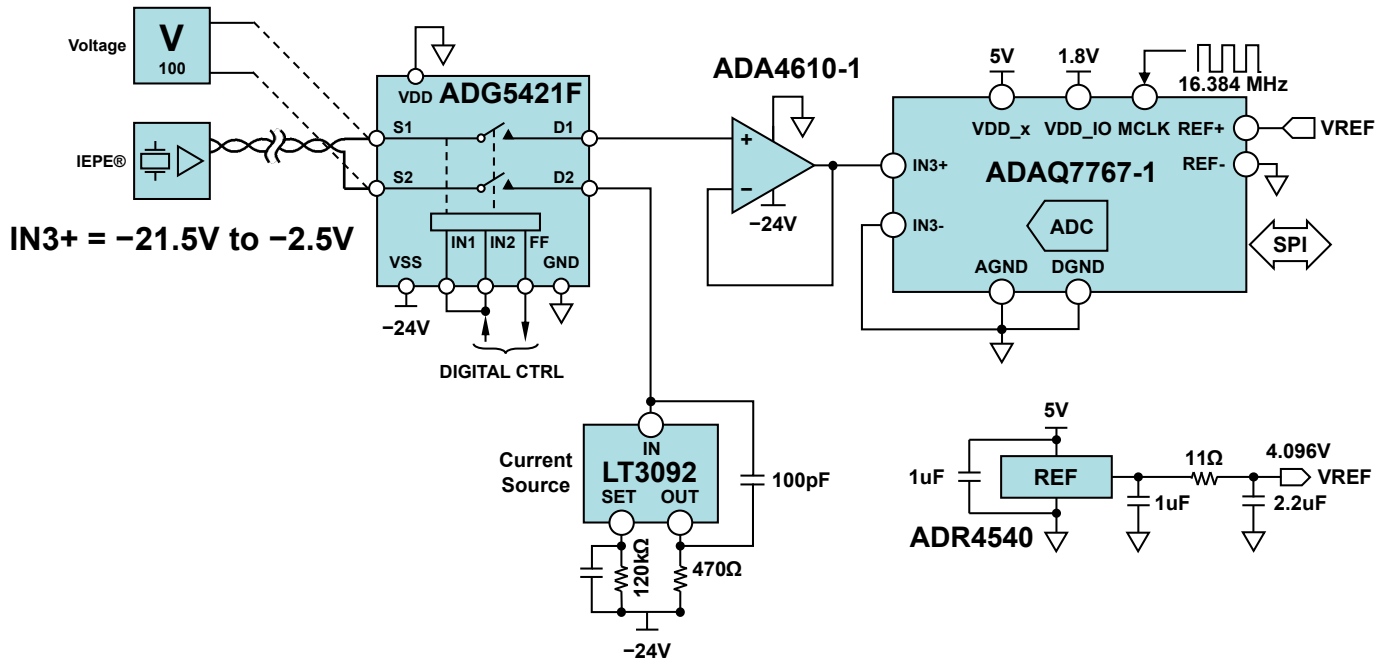 Voltage
V
100
IEPE®
IN3+ = −21.5V to −2.5V
VDD
ADG5421F
S1
D1
S2
D2
IN1
IN2
FF
VSS
GND
−24V
DIGITAL CTRL
ADA4610-1
+
−
−24V
5V
1.8V
16.384 MHz
VDD_x
VDD_IO
MCLK
REF+
VREF
REF-
IN3+
ADAQ7767-1
IN3-
ADC
SPI
AGND
DGND
Current
Source
IN
LT3092
SET
OUT
100pF
120kΩ
470Ω
−24V
5V
1uF
REF
ADR4540
1uF
11Ω
4.096V
VREF
2.2uF